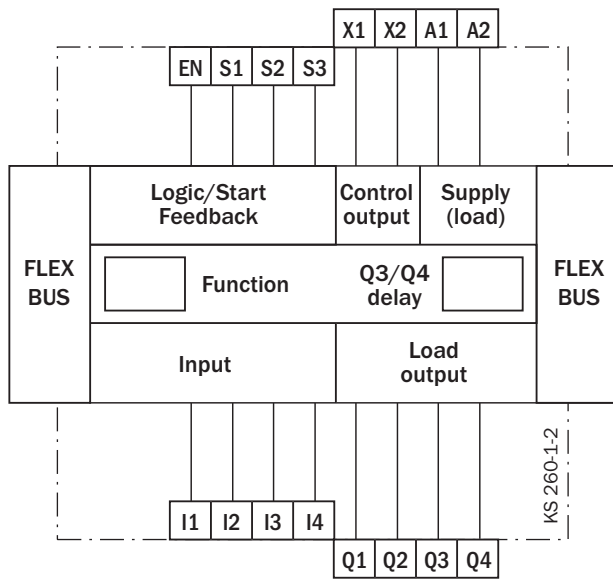 X1 X2 A1 A2
EN S1 S2 S3
Logic/Start
Feedback
Control
output
Supply
(load)
FLEX
BUS
Function
Q3/Q4
delay
FLEX
BUS
Input
Load
output
KS 260-1-2
I1 I2 I3 I4
Q1 Q2 Q3 Q4